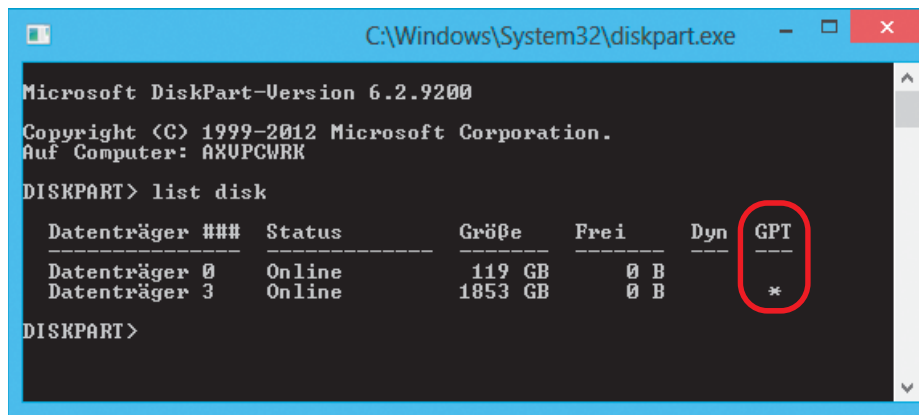 C:\Windows\System32\diskpart.exe
Microsoft DiskPart-Version 6.2.9200
Copyright (C) 1999-2012 Microsoft Corporation.
Auf Computer: AXVPCWRK
DISKPART> list disk
Datenträger ### Status Größe Frei Dyn GPT
--------------- ------------- ------- ------- --- ---
Datenträger 0 Online 119 GB 0 B
Datenträger 3 Online 1853 GB 0 B *
DISKPART>